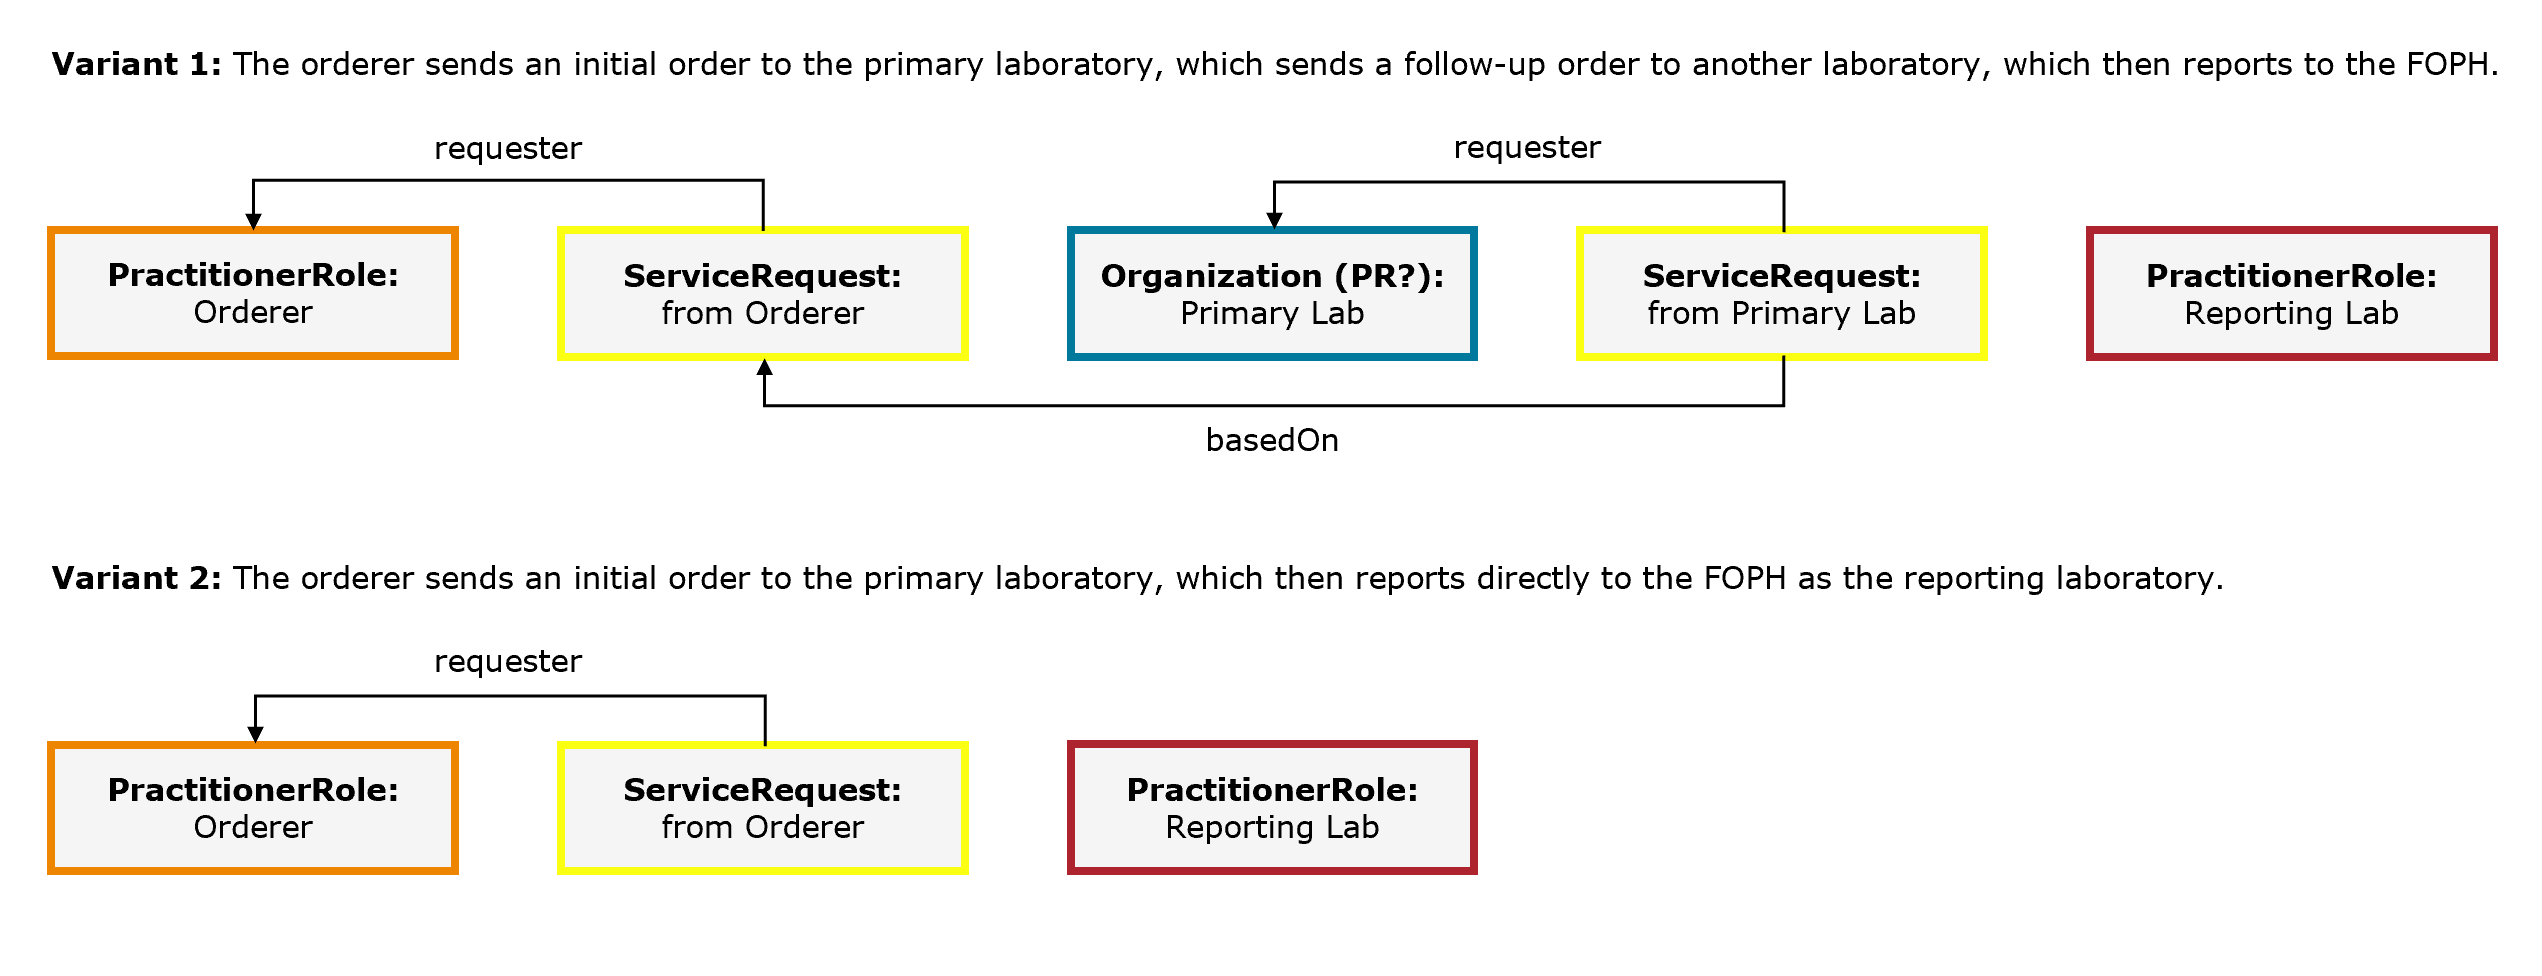 Variant 1: The orderer sends an initial order to the primary laboratory, which sends a follow-up order to another laboratory, which then reports to the FOPH.
requester
requester
PractitionerRole:
Orderer
ServiceRequest:
from Orderer
Organization (PR?):
Primary Lab
ServiceRequest:
from Primary Lab
PractitionerRole:
Reporting Lab
basedOn
Variant 2: The orderer sends an initial order to the primary laboratory, which then reports directly to the FOPH as the reporting laboratory.
requester
PractitionerRole:
Orderer
ServiceRequest:
from Orderer
PractitionerRole:
Reporting Lab